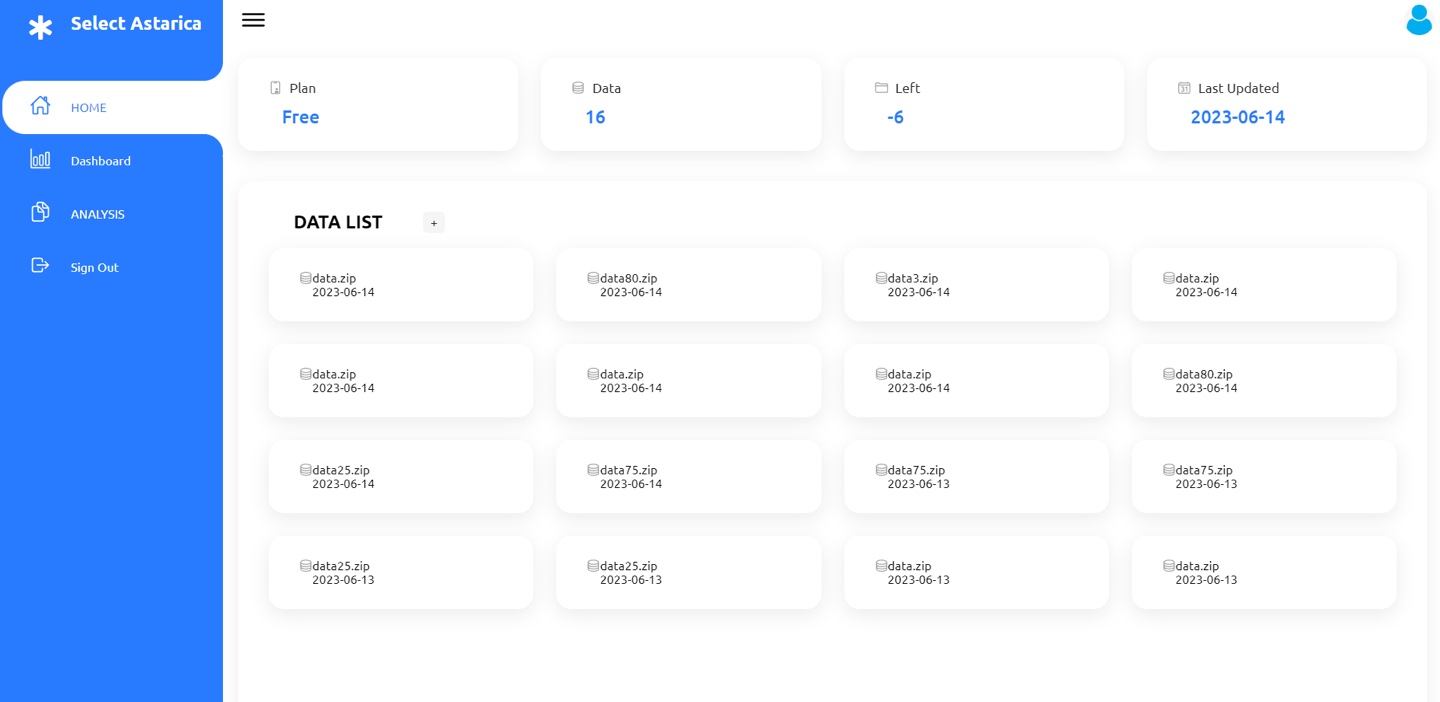 Select Astarica
HOME
Dashboard
ANALYSIS
Sign Out
Plan
Free
Data
16
Left
-6
31
Last Updated
2023-06-14
DATA LIST
+
data.zip
2023-06-14
data80.zip
2023-06-14
data3.zip
2023-06-14
data.zip
2023-06-14
data.zip
2023-06-14
data.zip
2023-06-14
data.zip
2023-06-14
data80.zip
2023-06-14
data25.zip
2023-06-14
data75.zip
2023-06-14
data75.zip
2023-06-13
data75.zip
2023-06-13
data25.zip
2023-06-13
data25.zip
2023-06-13
data.zip
2023-06-13
data.zip
2023-06-13